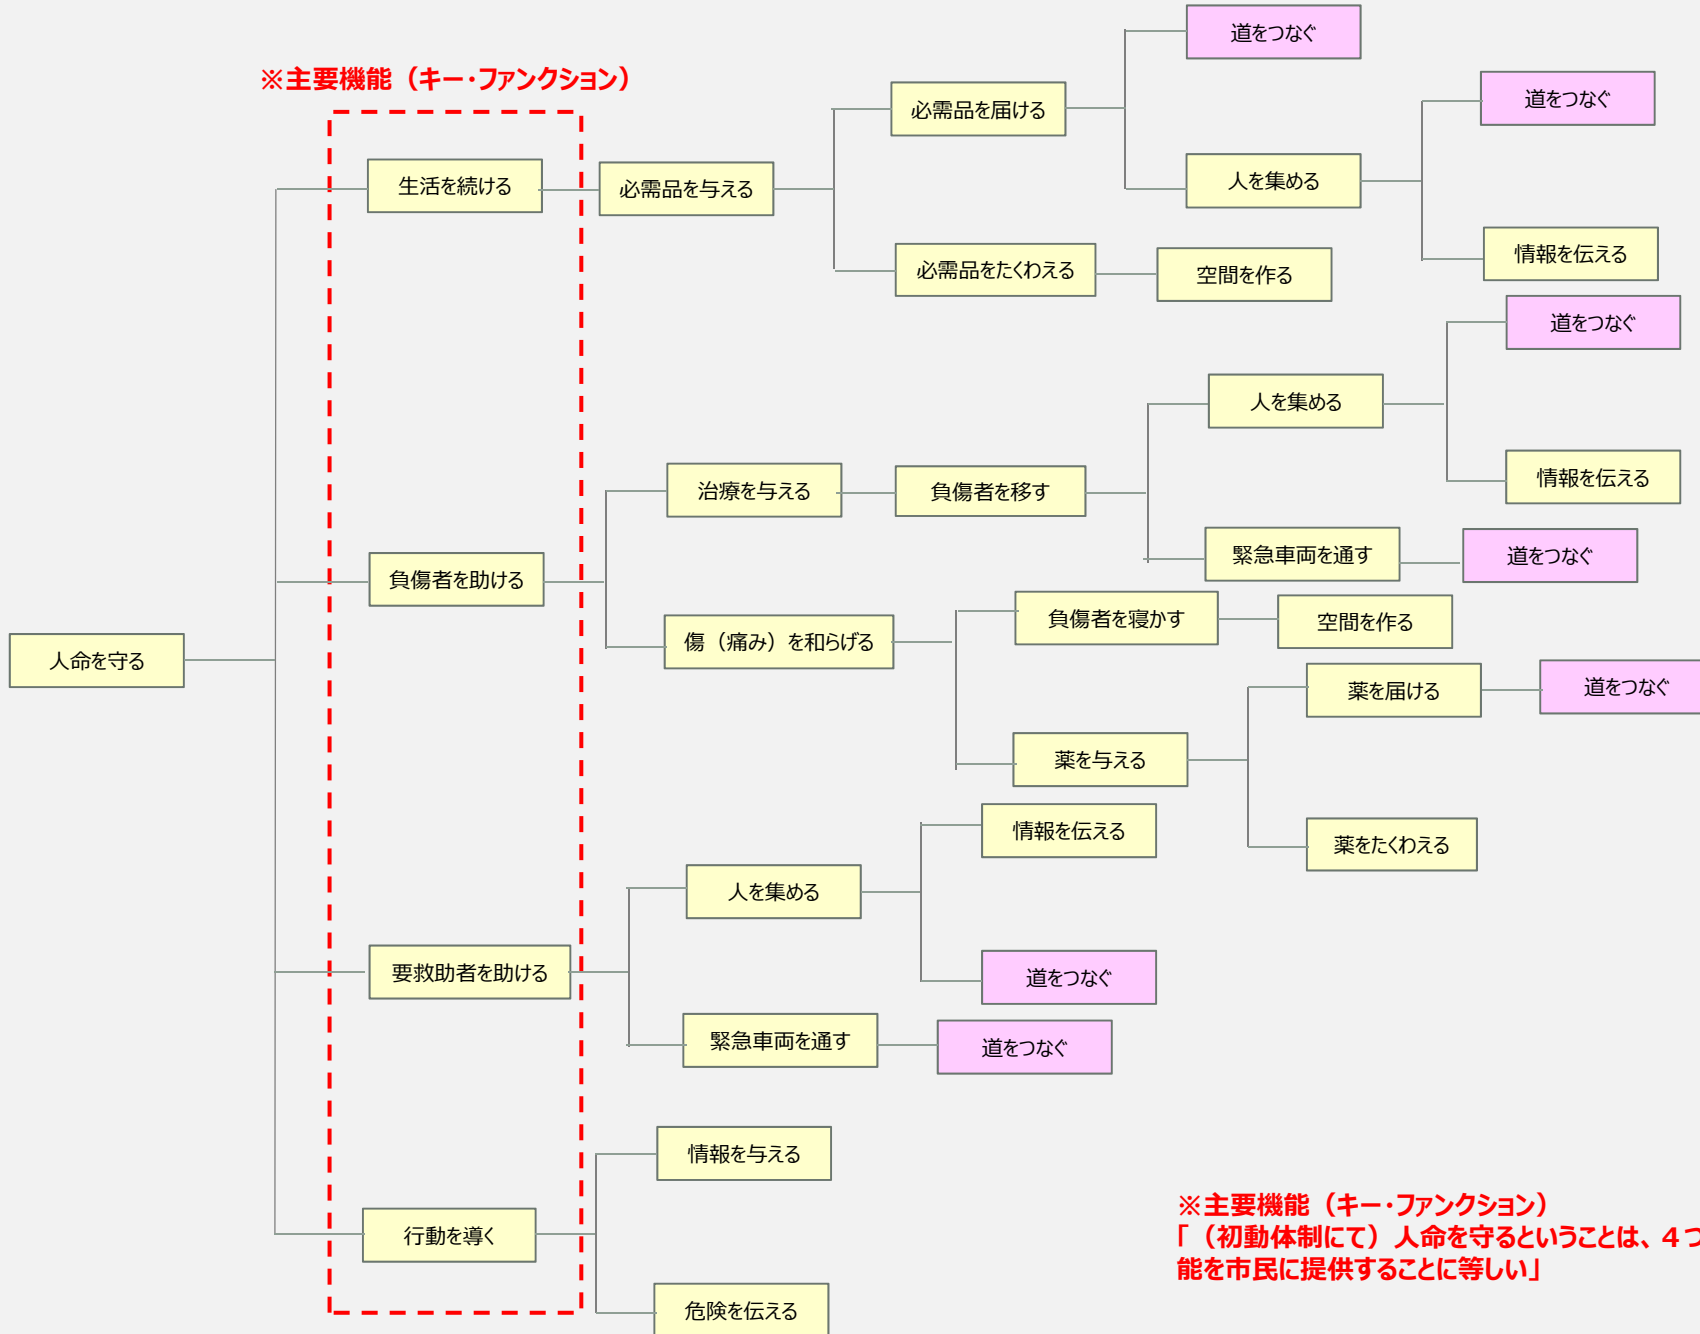 ※主要機能（キー・ファンクション）
道をつなぐ
必需品を届ける
道をつなぐ
生活を続ける
必需品を与える
人を集める
必需品をたくわえる
空間を作る
情報を伝える
道をつなぐ
人を集める
治療を与える
負傷者を移す
情報を伝える
緊急車両を通す
道をつなぐ
負傷者を助ける
負傷者を寝かす
空間を作る
傷（痛み）を和らげる
人命を守る
薬を届ける
道をつなぐ
薬を与える
情報を伝える
薬をたくわえる
人を集める
要救助者を助ける
道をつなぐ
緊急車両を通す
道をつなぐ
情報を与える
行動を導く
危険を伝える
※主要機能（キー・ファンクション）
「（初動体制にて）人命を守るということは、４つ
能を市民に提供することに等しい」